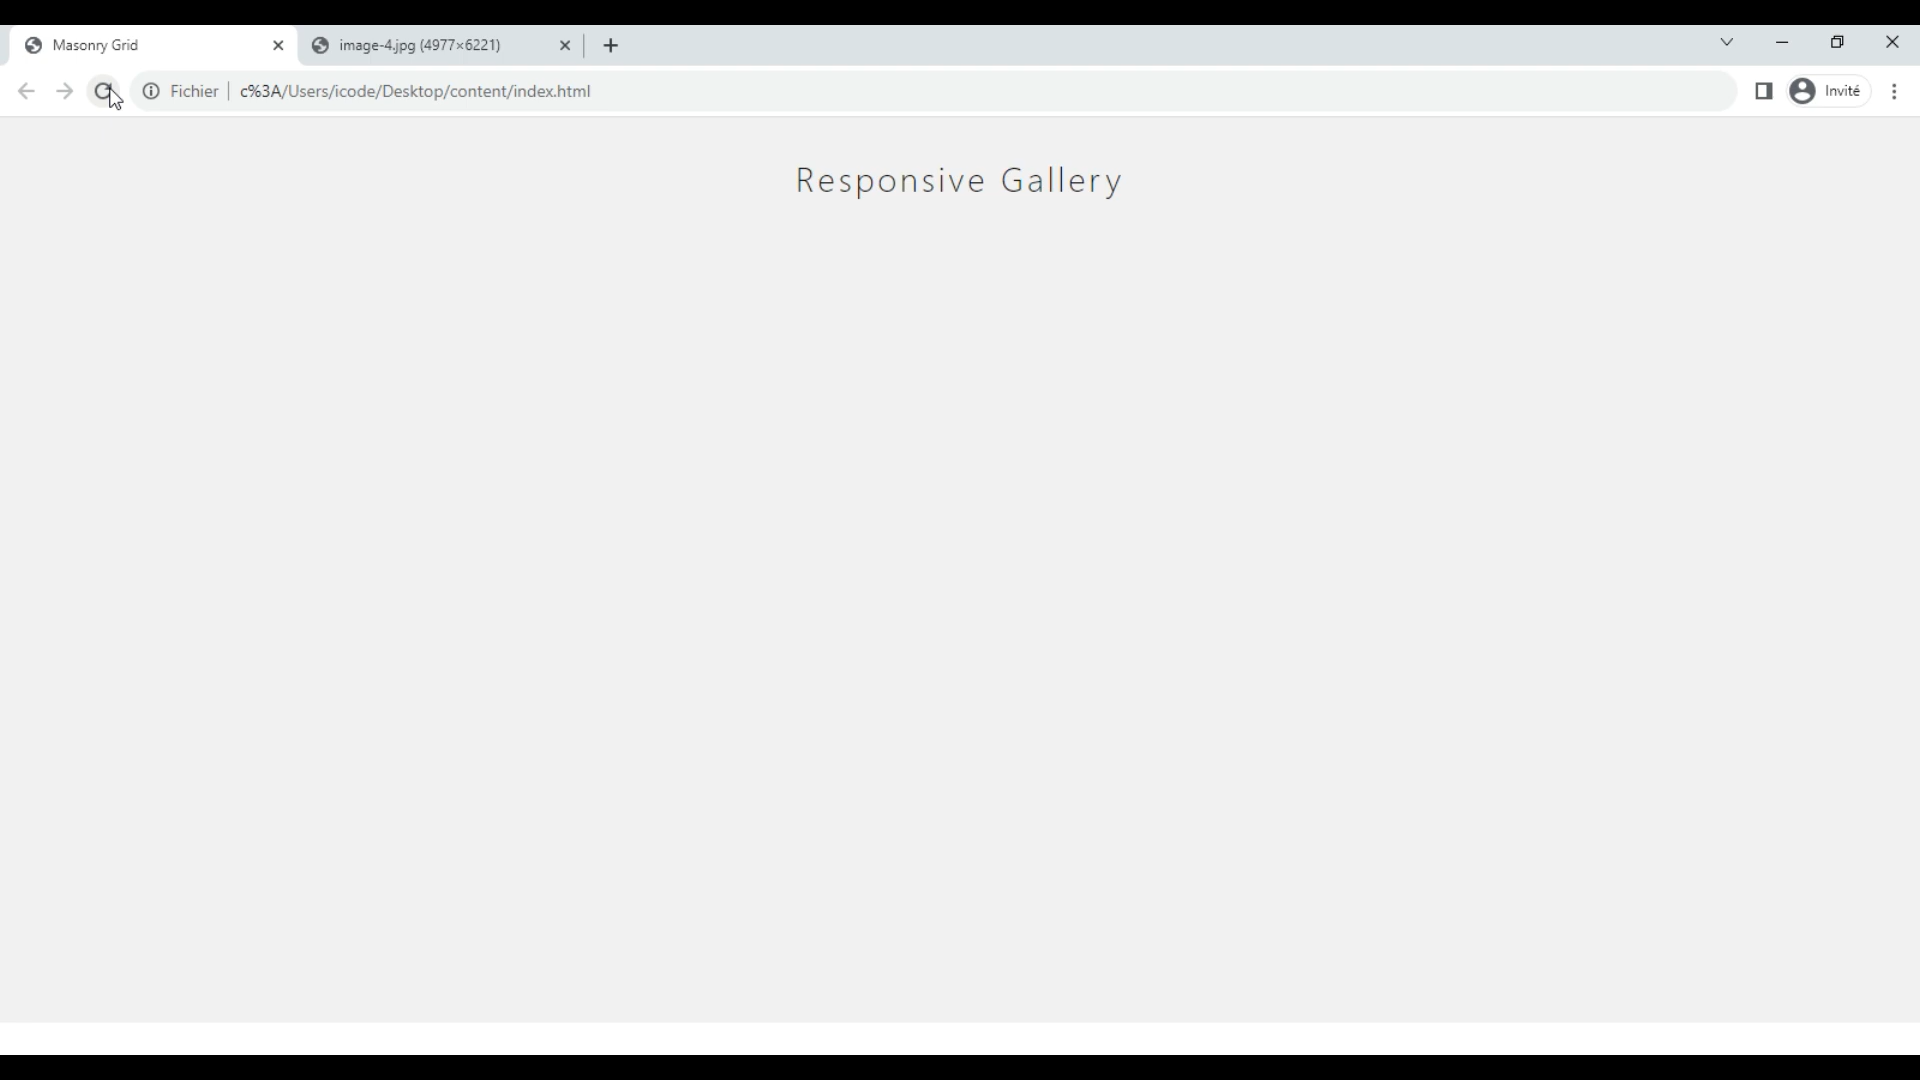 Masonry Grid
image-4.jpg (4977×6221)
Fichier
c%3A/Users/icode/Desktop/content/index.html
Invité
Responsive Gallery